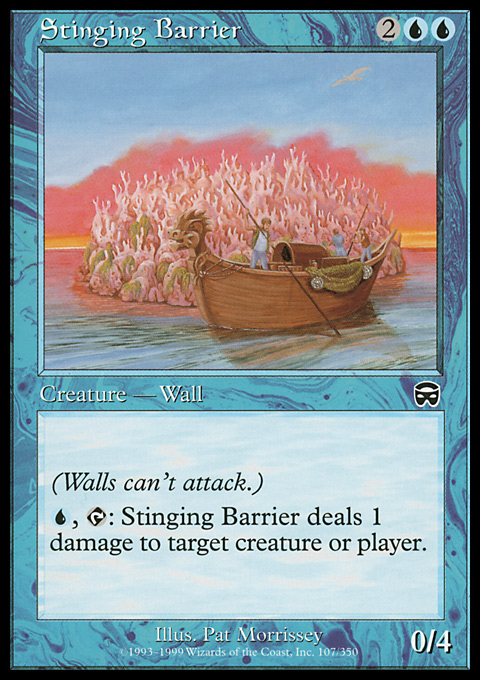 Stinging Barrier 2
Creature — Wall
(Walls can't attack.)
, : Stinging Barrier deals 1
damage to target creature or player.
Illus. Pat Morrissey
© 1993-1999 Wizards of the Coast, Inc. 107/350
0/4